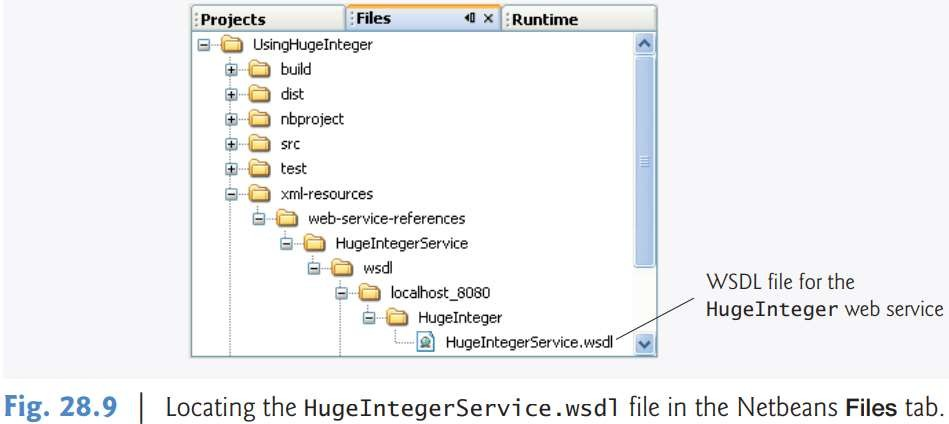 Projects
Files
Runtime
UsingHugeInteger
build
dist
nbproject
src
test
xml-resources
web-service-references
HugeIntegerService
wsdl
localhost_8080
HugeInteger
HugeIntegerService.wsdl
WSDL file for the
HugeInteger web service
Fig. 28.9 | Locating the HugeIntegerService.wsdl file in the Netbeans Files tab.